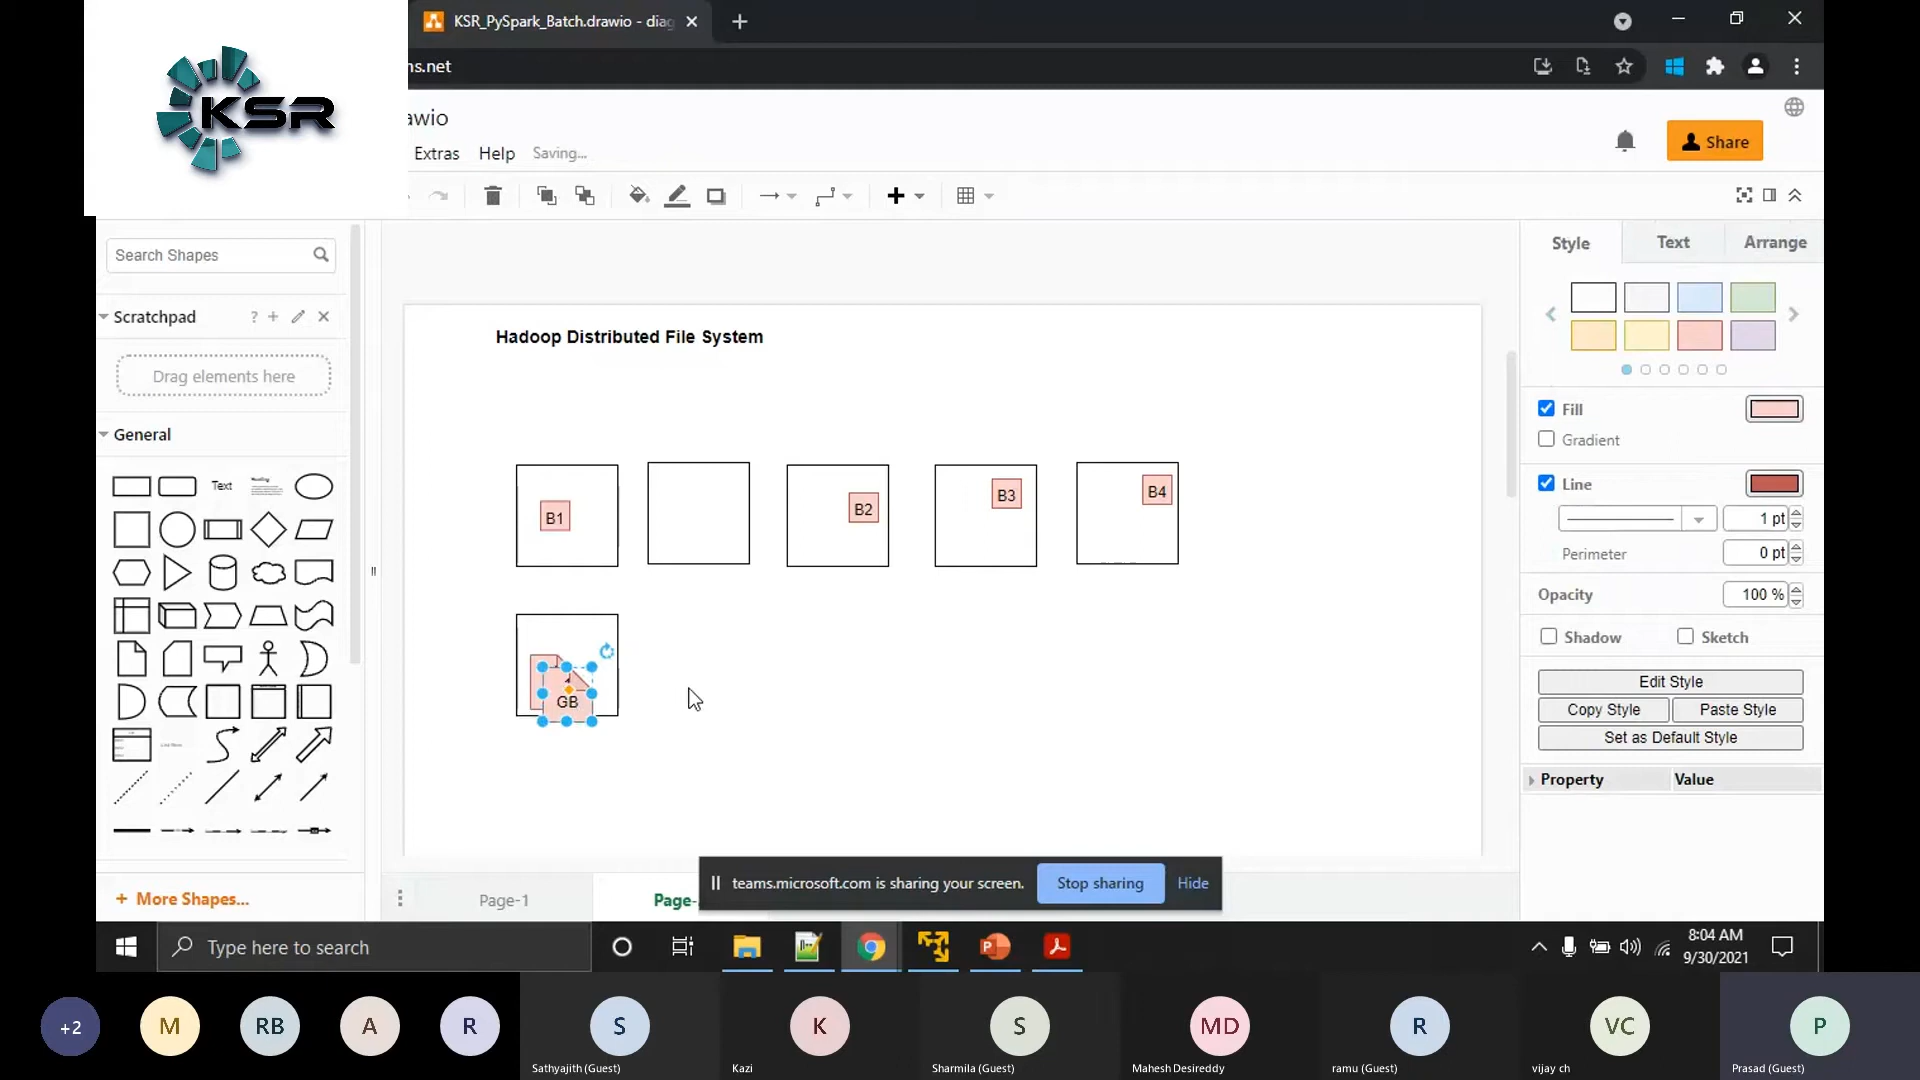 KSR_PySpark_Batch.drawio - diag
ns.net
KSR
awio
Extras Help Saving...
Share
Search Shapes
Style Text Arrange
Scratchpad ?
Drag elements here
Hadoop Distributed File System
General
Fill
Gradient
Text
Line
B1 B2 B3 B4
1 pt
Perimeter 0 pt
Opacity 100 %
Shadow Sketch
GB
Edit Style
Copy Style Paste Style
Set as Default Style
Property Value
More Shapes...
Page-1 Page-
teams.microsoft.com is sharing your screen. Stop sharing Hide
Type here to search
8:04 AM
9/30/2021
+2 M RB A R S K S MD R VC P
Sathyajith (Guest) Kazi Sharmila (Guest) Mahesh Desireddy ramu (Guest) vijay ch Prasad (Guest)